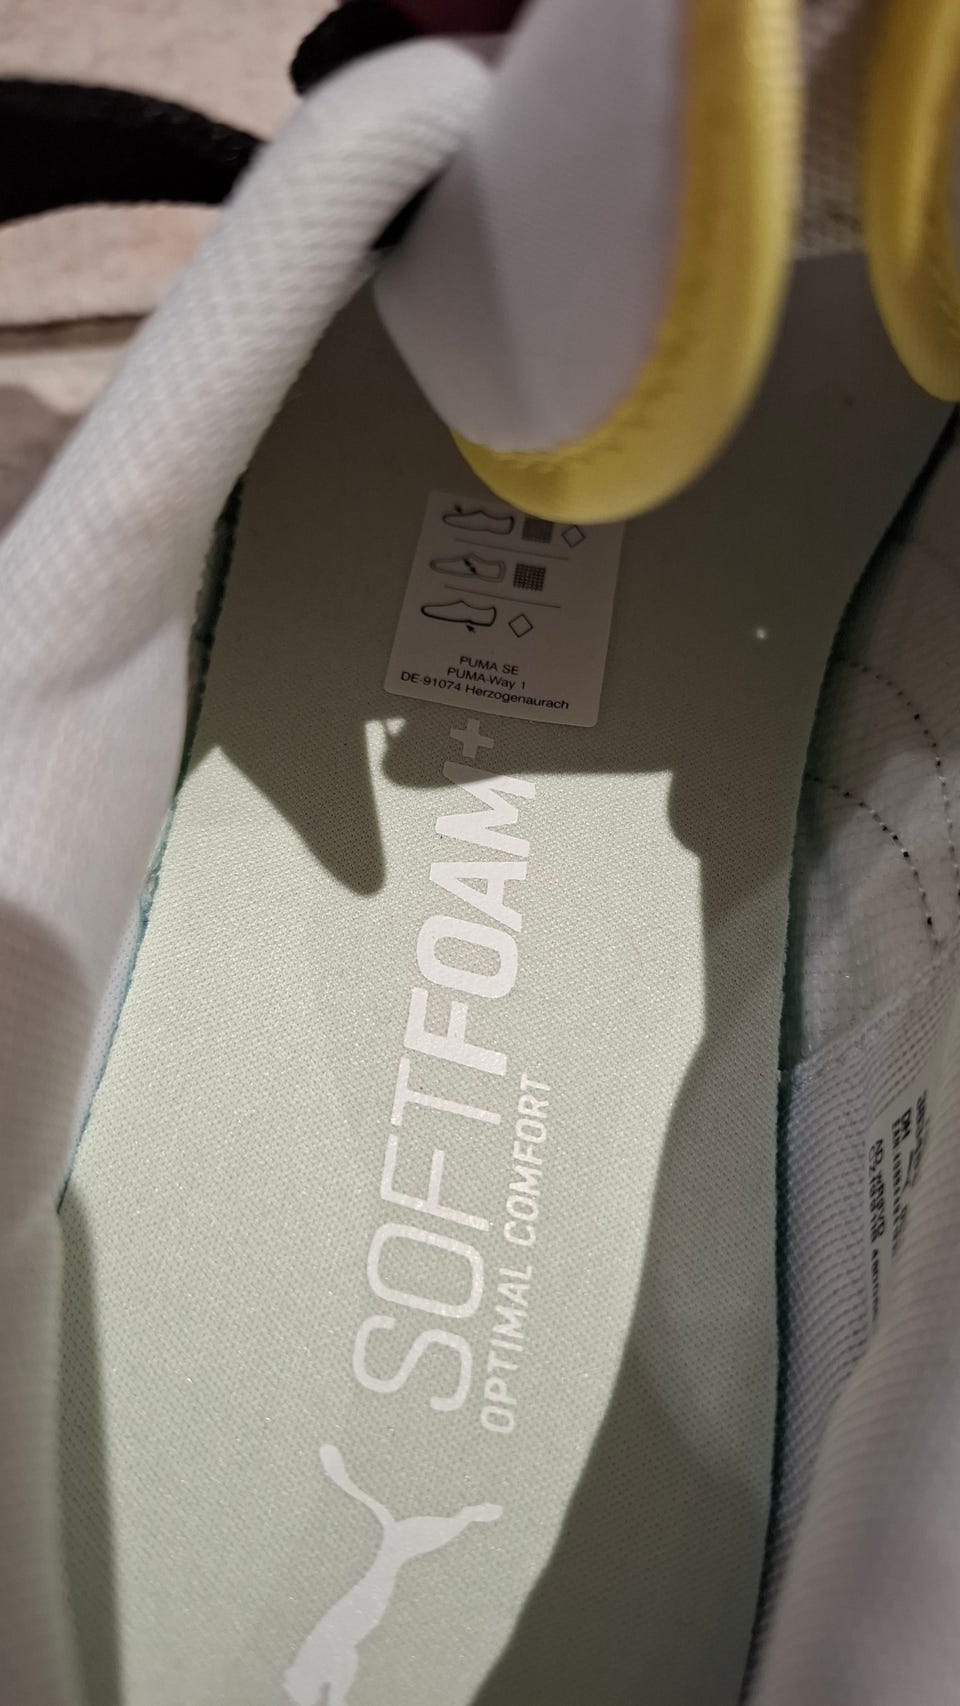 PUMA SE
PUMA-Way 1
DE-91074 Herzogenaurach
SOFTFOAM+
OPTIMAL COMFORT